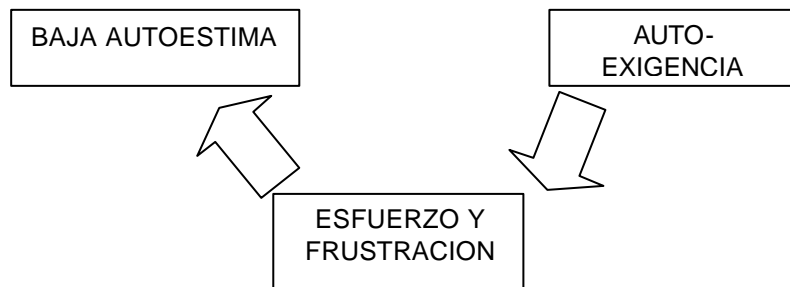 BAJA AUTOESTIMA
AUTO-
EXIGENCIA
ESFUERZO Y
FRUSTRACION